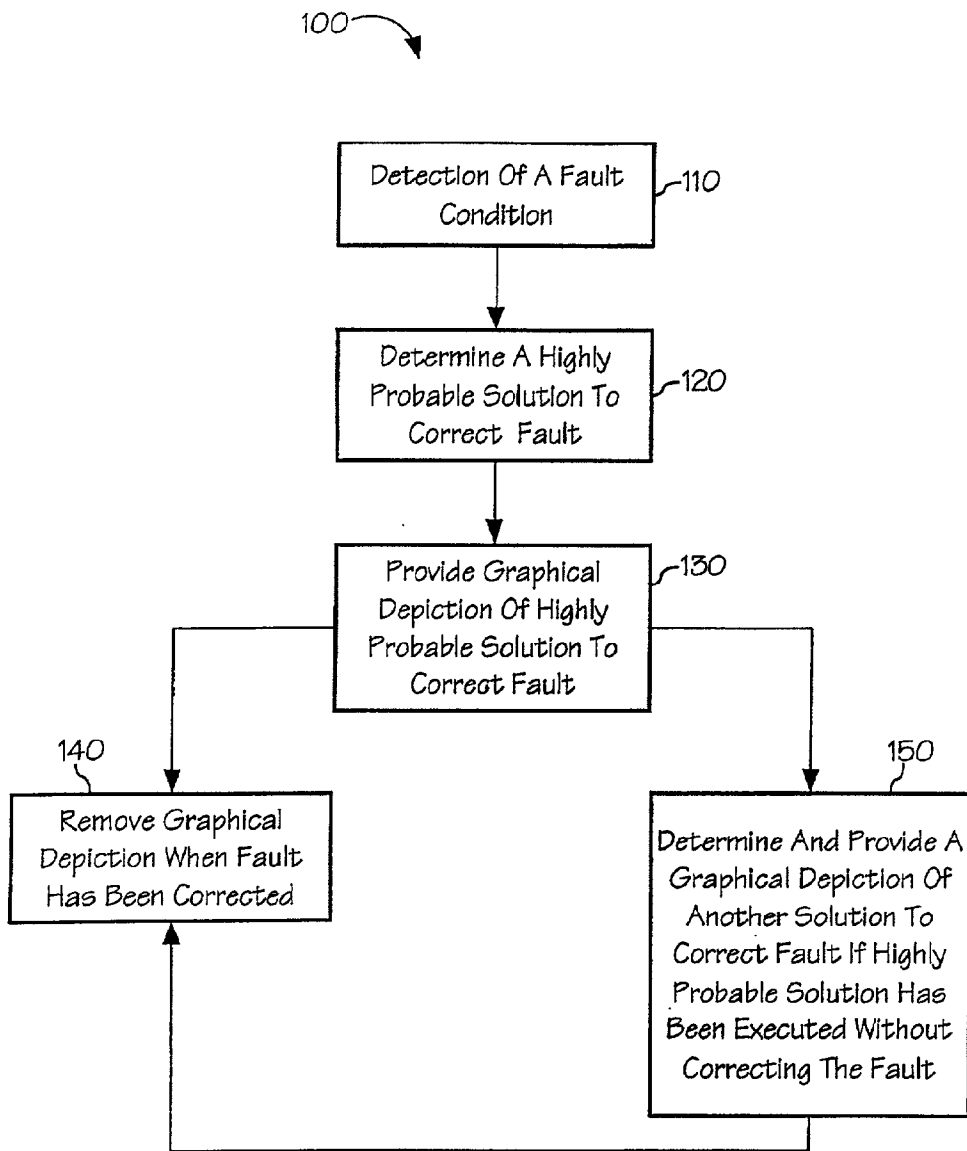 100
Detection Of A Fault
Condition
110
Determine A Highly
Probable Solution To
Correct Fault
120
Provide Graphical
Depiction Of Highly
Probable Solution To
Correct Fault
130
140
Remove Graphical
Depiction When Fault
Has Been Corrected
150
Determine And Provide A
Graphical Depiction Of
Another Solution To
Correct Fault If Highly
Probable Solution Has
Been Executed Without
Correcting The Fault